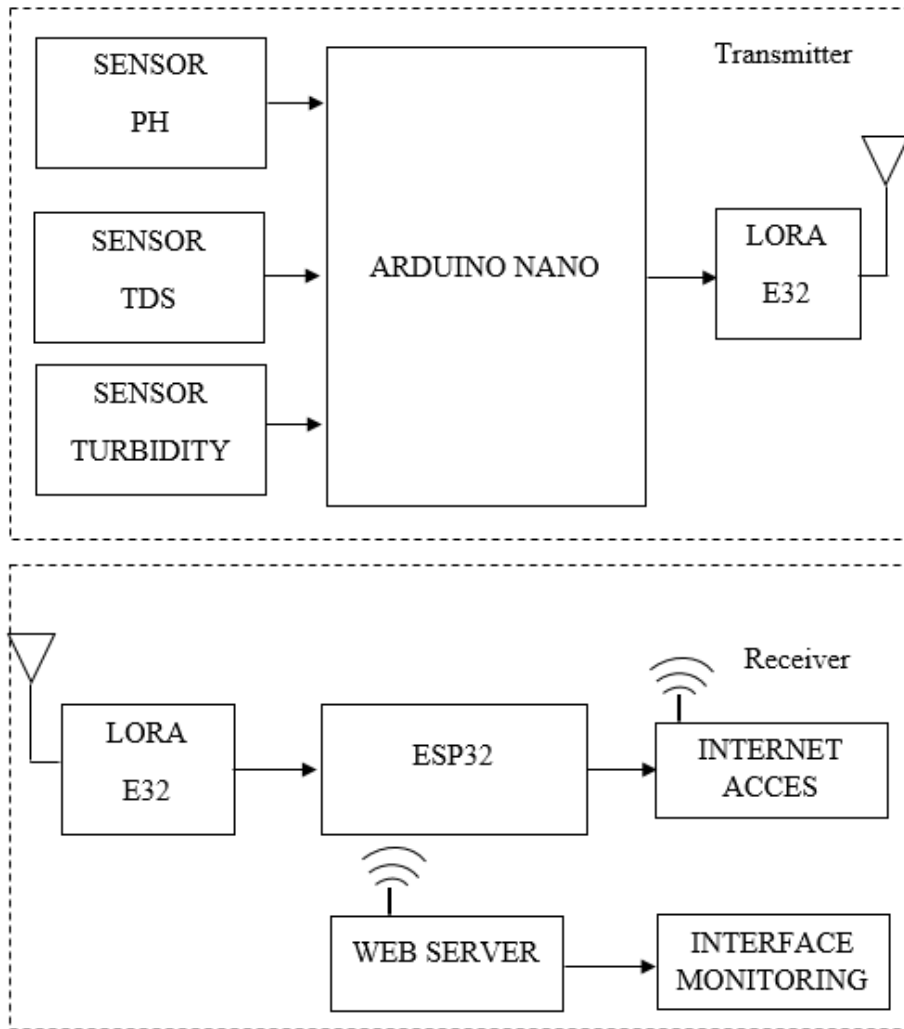 Transmitter
SENSOR
PH
SENSOR
TDS
SENSOR
TURBIDITY
ARDUINO NANO
LORA
E32
Receiver
LORA
E32
ESP32
INTERNET
ACCES
WEB SERVER
INTERFACE
MONITORING